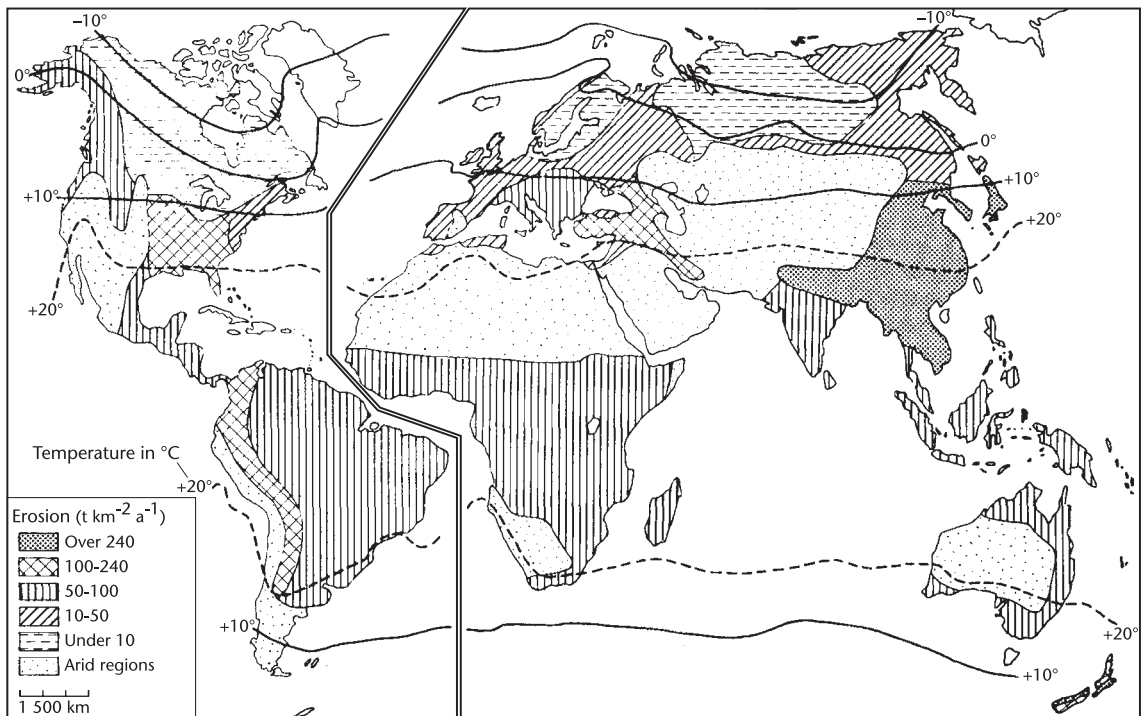 −10°
−10°
0°
0°
+10°
+10°
+20°
+20°
Temperature in °C
+20°
+10°
+20°
+10°
Erosion (t km⁻² a⁻¹)
Over 240
100-240
50-100
10-50
Under 10
Arid regions
1 500 km